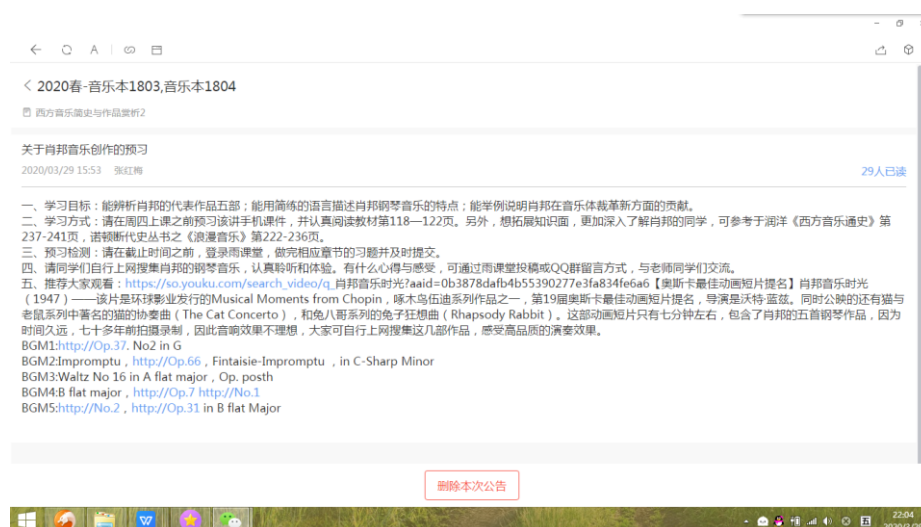 A
2020春-音乐本1803,音乐本1804
西方音乐简史与作品赏析2
关于肖邦音乐创作的预习
2020/03/29 15:53 张红梅 29人已读
一、学习目标：能辨析肖邦的代表作品五部；能用简练的语言描述肖邦钢琴音乐的特点；能举例说明肖邦在音乐体裁革新方面的贡献。
二、学习方式：请在周四上课之前预习该讲手机课件，并认真阅读教材第118—122页。另外，想拓展知识面，更加深入了解肖邦的同学，可参考于润洋《西方音乐通史》第
237-241页，诺顿断代史丛书之《浪漫音乐》第222-236页。
三、预习检测：请在截止时间之前，登录雨课堂，做完相应章节的习题并及时提交。
四、请同学们自行上网搜集肖邦的钢琴音乐，认真聆听和体验。有什么心得与感受，可通过雨课堂投稿或QQ群留言方式，与老师同学们交流。
五、推荐大家观看：https://so.youku.com/search_video/q_肖邦音乐时光?aaid=0b3878dafb4b55390277e3fa834fe6a6【奥斯卡最佳动画短片提名】肖邦音乐时光
（1947）——该片是环球影业发行的Musical Moments from Chopin，啄木鸟伍迪系列作品之一，第19届奥斯卡最佳动画短片提名，导演是沃特·蓝兹。同时公映的还有猫与
老鼠系列中著名的猫的协奏曲（The Cat Concerto），和兔八哥系列的兔子狂想曲（Rhapsody Rabbit）。这部动画短片只有七分钟左右，包含了肖邦的五首钢琴作品，因为
时间久远，七十多年前拍摄录制，因此音响效果不理想，大家可自行上网搜集这几部作品，感受高品质的演奏效果。
BGM1:http://Op.37. No2 in G
BGM2:Impromptu，http://Op.66，Fintaisie-Impromptu ，in C-Sharp Minor
BGM3:Waltz No 16 in A flat major，Op. posth
BGM4:B flat major，http://Op.7 http://No.1
BGM5:http://No.2，http://Op.31 in B flat Major
删除本次公告
W
五
22:04